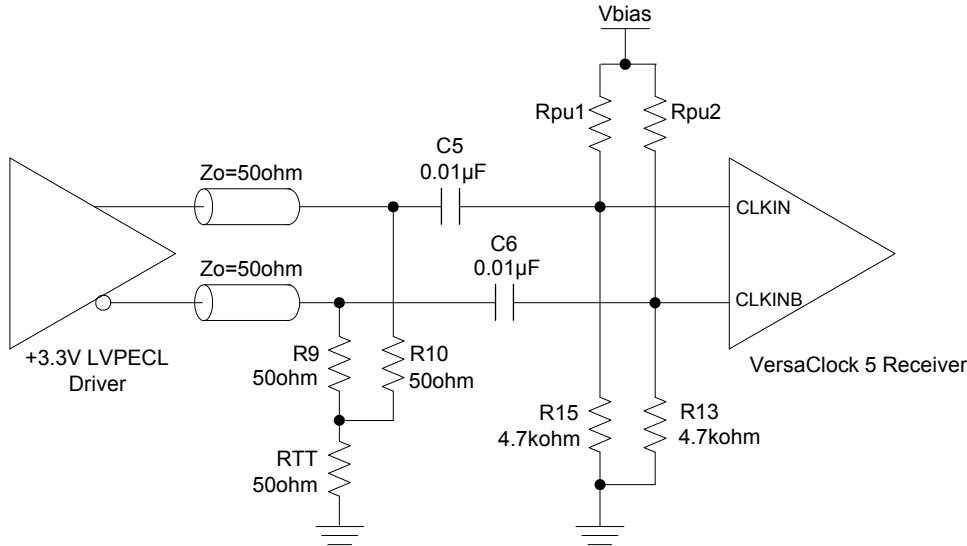 Vbias
Rpu1
Rpu2
C5
0.01µF
Zo=50ohm
CLKIN
C6
0.01µF
Zo=50ohm
CLKINB
+3.3V LVPECL
Driver
R9
50ohm
R10
50ohm
VersaClock 5 Receiver
R15
4.7kohm
R13
4.7kohm
RTT
50ohm